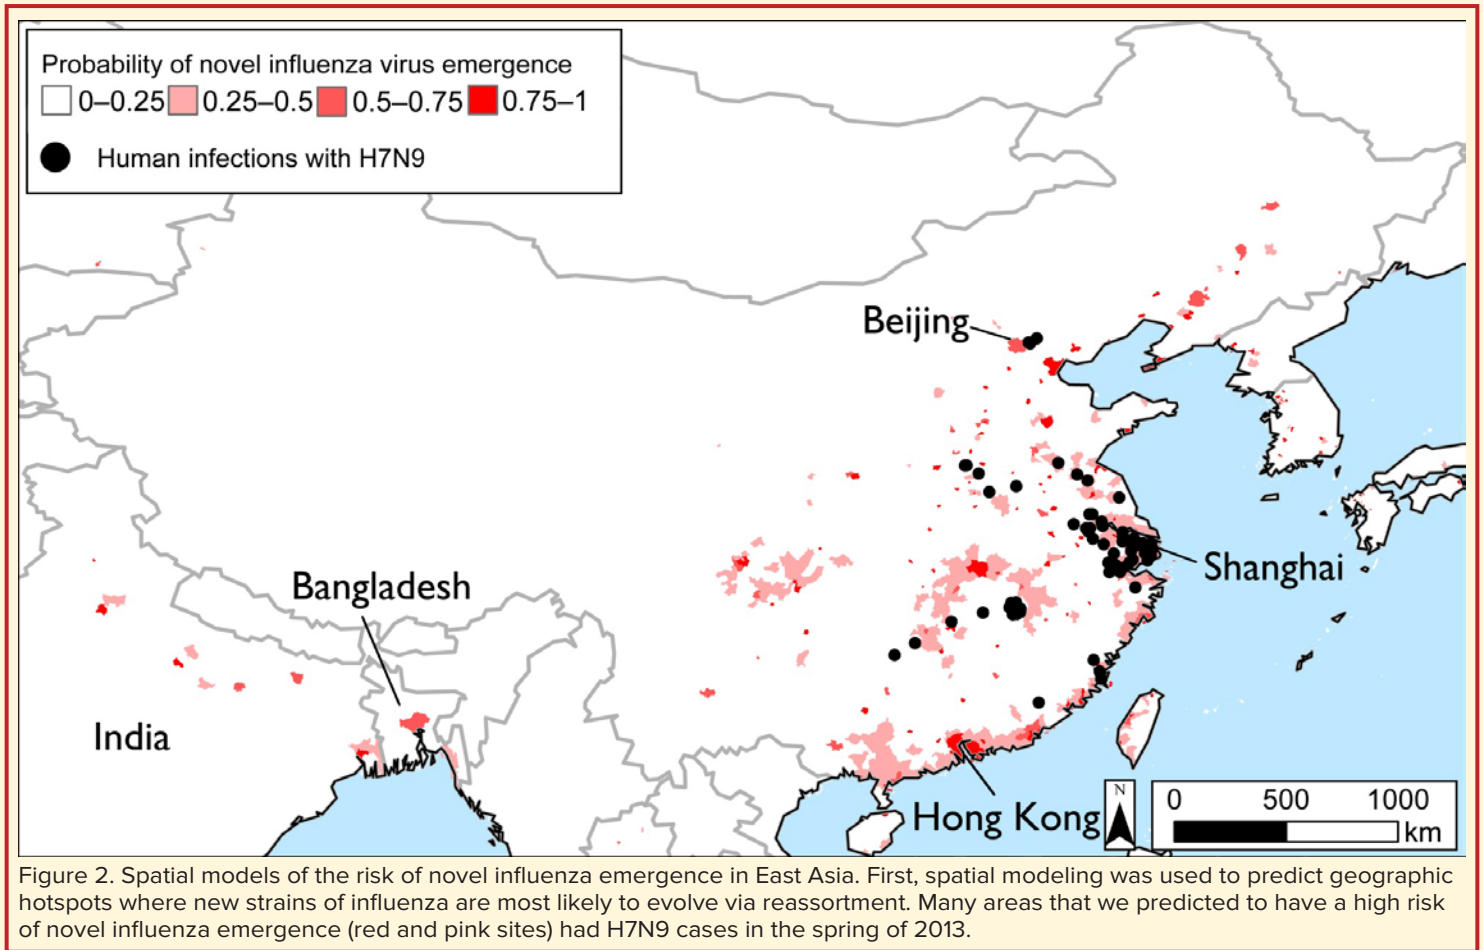 Probability of novel influenza virus emergence
0–0.25 0.25–0.5 0.5–0.75 0.75–1
Human infections with H7N9
Beijing
Shanghai
Bangladesh
India
Hong Kong
N
0 500 1000
km
Figure 2. Spatial models of the risk of novel influenza emergence in East Asia. First, spatial modeling was used to predict geographic
hotspots where new strains of influenza are most likely to evolve via reassortment. Many areas that we predicted to have a high risk
of novel influenza emergence (red and pink sites) had H7N9 cases in the spring of 2013.